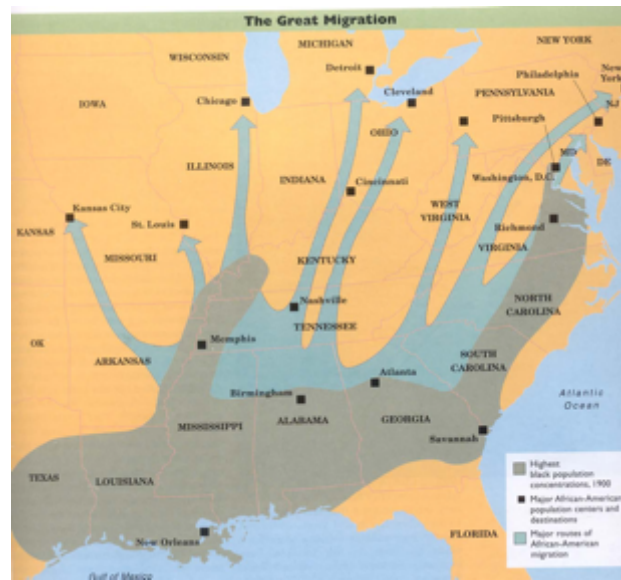 The Great Migration
NEW YORK
MICHIGAN
WISCONSIN
Detroit
Philadelphia
New
York
Cleveland
PENNSYLVANIA
IOWA
Chicago
NJ
OHIO
Pittsburgh
MD
ILLINOIS
INDIANA
Washington, D.C.
DE
Cincinnati
WEST
VIRGINIA
Kansas City
St. Louis
Richmond
KANSAS
MISSOURI
VIRGINIA
KENTUCKY
Nashville
NORTH
CAROLINA
TENNESSEE
OK
Memphis
ARKANSAS
SOUTH
CAROLINA
Atlanta
Birmingham
Atlantic
Ocean
MISSISSIPPI
ALABAMA
GEORGIA
Savannah
TEXAS
LOUISIANA
Highest
black population
concentrations, 1900
Major African-American
population centers and
destinations
Major routes of
African-American
migration
New Orleans
FLORIDA
Gulf of Mexico